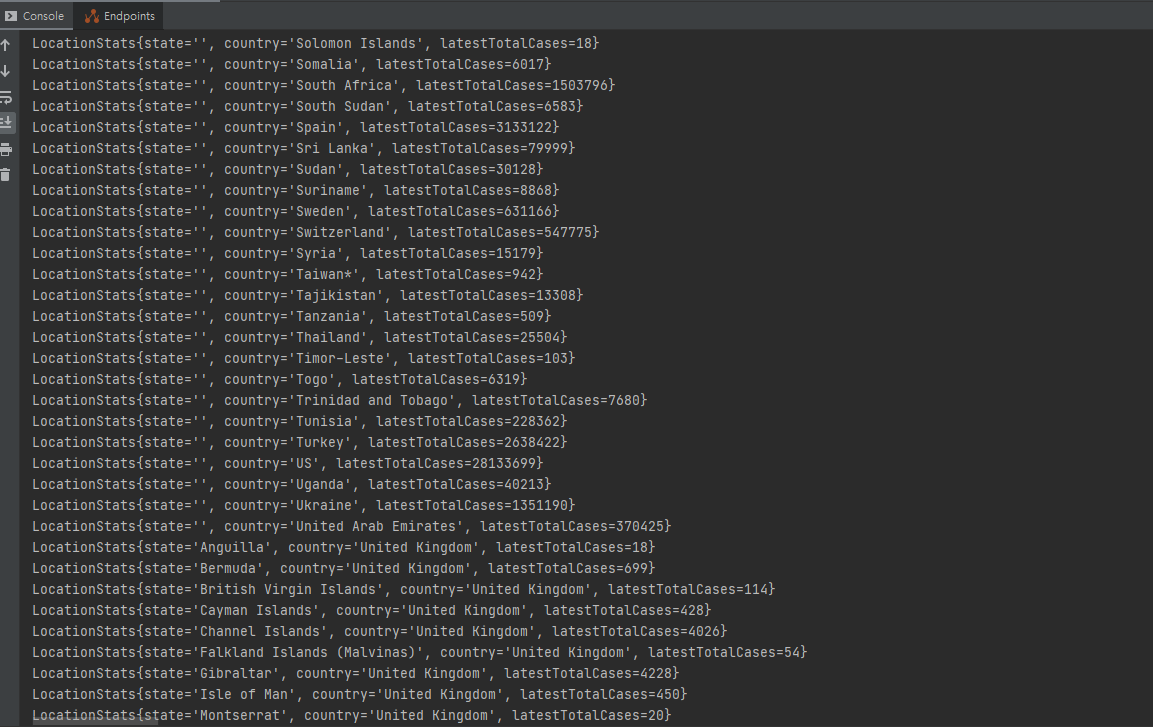 Console Endpoints
LocationStats{state='', country='Solomon Islands', latestTotalCases=18}
LocationStats{state='', country='Somalia', latestTotalCases=6017}
LocationStats{state='', country='South Africa', latestTotalCases=1503796}
LocationStats{state='', country='South Sudan', latestTotalCases=6583}
LocationStats{state='', country='Spain', latestTotalCases=3133122}
LocationStats{state='', country='Sri Lanka', latestTotalCases=79999}
LocationStats{state='', country='Sudan', latestTotalCases=30128}
LocationStats{state='', country='Suriname', latestTotalCases=8868}
LocationStats{state='', country='Sweden', latestTotalCases=631166}
LocationStats{state='', country='Switzerland', latestTotalCases=547775}
LocationStats{state='', country='Syria', latestTotalCases=15179}
LocationStats{state='', country='Taiwan*', latestTotalCases=942}
LocationStats{state='', country='Tajikistan', latestTotalCases=13308}
LocationStats{state='', country='Tanzania', latestTotalCases=509}
LocationStats{state='', country='Thailand', latestTotalCases=25504}
LocationStats{state='', country='Timor-Leste', latestTotalCases=103}
LocationStats{state='', country='Togo', latestTotalCases=6319}
LocationStats{state='', country='Trinidad and Tobago', latestTotalCases=7680}
LocationStats{state='', country='Tunisia', latestTotalCases=228362}
LocationStats{state='', country='Turkey', latestTotalCases=2638422}
LocationStats{state='', country='US', latestTotalCases=28133699}
LocationStats{state='', country='Uganda', latestTotalCases=40213}
LocationStats{state='', country='Ukraine', latestTotalCases=1351190}
LocationStats{state='', country='United Arab Emirates', latestTotalCases=370425}
LocationStats{state='Anguilla', country='United Kingdom', latestTotalCases=18}
LocationStats{state='Bermuda', country='United Kingdom', latestTotalCases=699}
LocationStats{state='British Virgin Islands', country='United Kingdom', latestTotalCases=114}
LocationStats{state='Cayman Islands', country='United Kingdom', latestTotalCases=428}
LocationStats{state='Channel Islands', country='United Kingdom', latestTotalCases=4026}
LocationStats{state='Falkland Islands (Malvinas)', country='United Kingdom', latestTotalCases=54}
LocationStats{state='Gibraltar', country='United Kingdom', latestTotalCases=4228}
LocationStats{state='Isle of Man', country='United Kingdom', latestTotalCases=450}
LocationStats{state='Montserrat', country='United Kingdom', latestTotalCases=20}